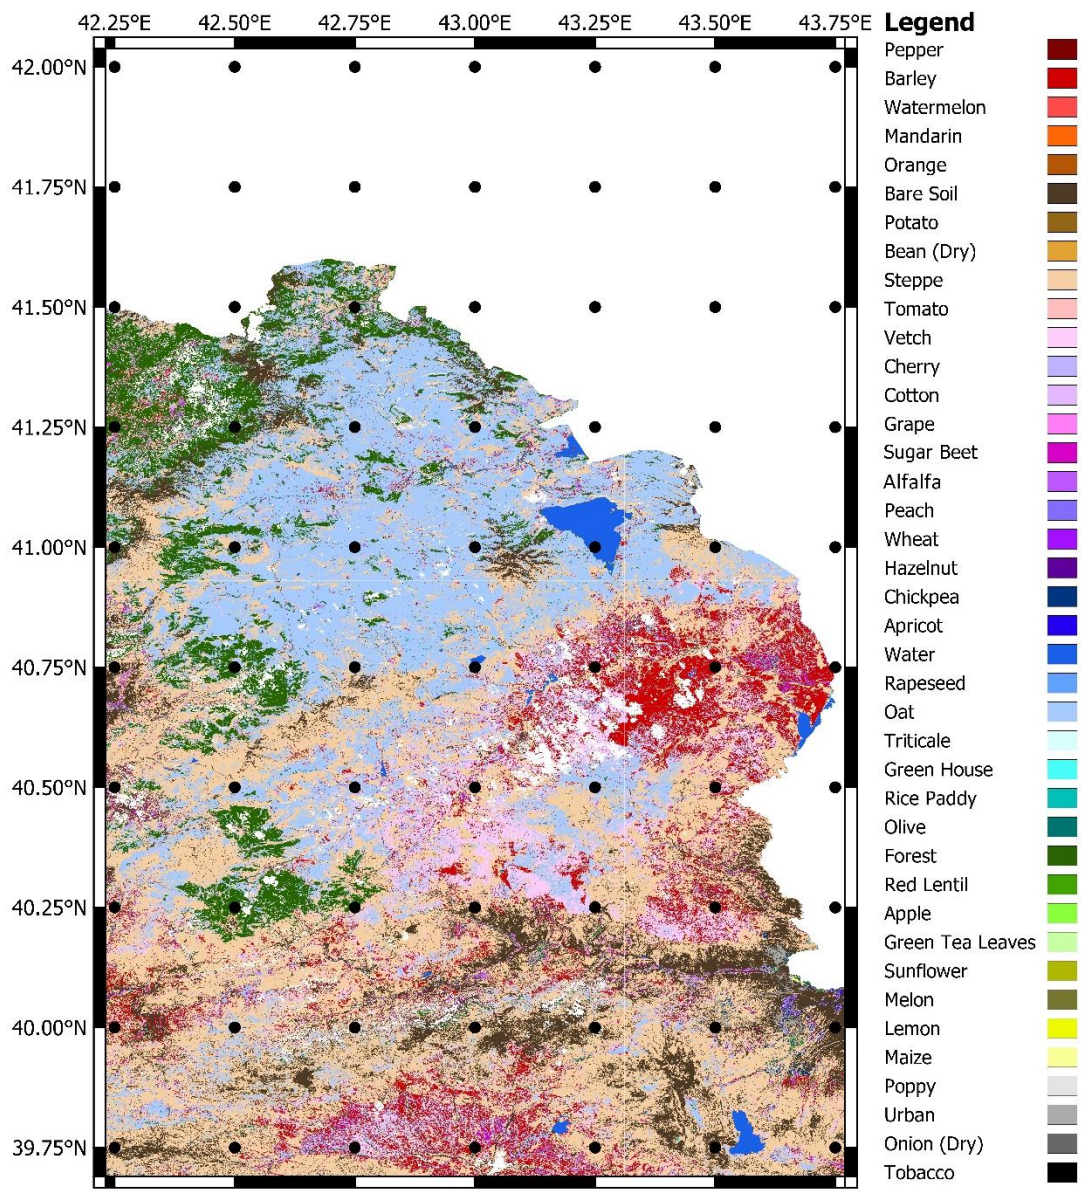 42.25°E 42.50°E 42.75°E 43.00°E 43.25°E 43.50°E 43.75°E
42.00°N
41.75°N
41.50°N
41.25°N
41.00°N
40.75°N
40.50°N
40.25°N
40.00°N
39.75°N
Legend
Pepper
Barley
Watermelon
Mandarin
Orange
Bare Soil
Potato
Bean (Dry)
Steppe
Tomato
Vetch
Cherry
Cotton
Grape
Sugar Beet
Alfalfa
Peach
Wheat
Hazelnut
Chickpea
Apricot
Water
Rapeseed
Oat
Triticale
Green House
Rice Paddy
Olive
Forest
Red Lentil
Apple
Green Tea Leaves
Sunflower
Melon
Lemon
Maize
Poppy
Urban
Onion (Dry)
Tobacco